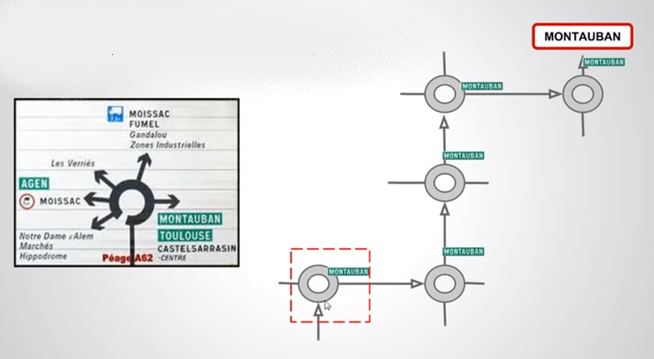 MONTAUBAN
MONTAUBAN
MONTAUBAN
MOISSAC
FUMEL
Gandalou
Zones Industrielles
Les Verriés
AGEN
MOISSAC
MONTAUBAN
TOULOUSE
CASTELSARRASIN
-CENTRE
Notre Dame d'Alem
Marchés
Hippodrome
Péage A62
MONTAUBAN
MONTAUBAN
MONTAUBAN